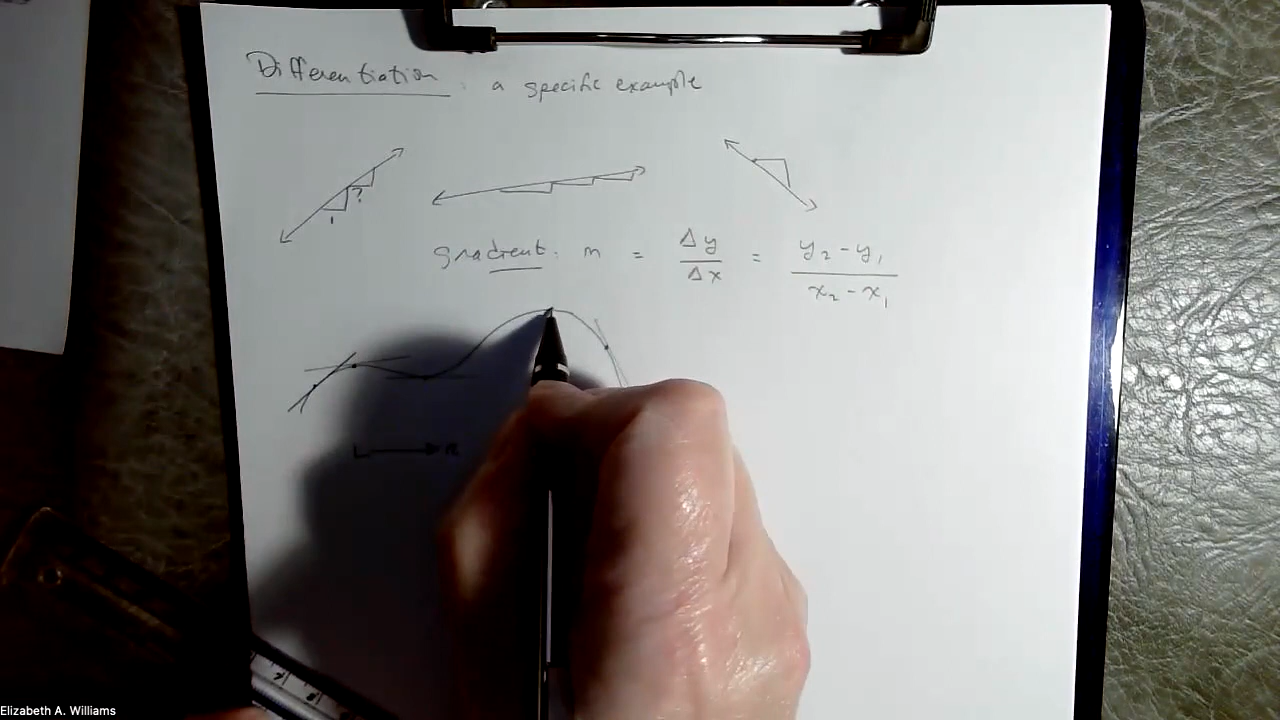 Differentiation : a specific example
1 ?
gradient: m = Δy/Δx = y₂ - y₁/x₂ - x₁
L → R
Elizabeth A. Williams